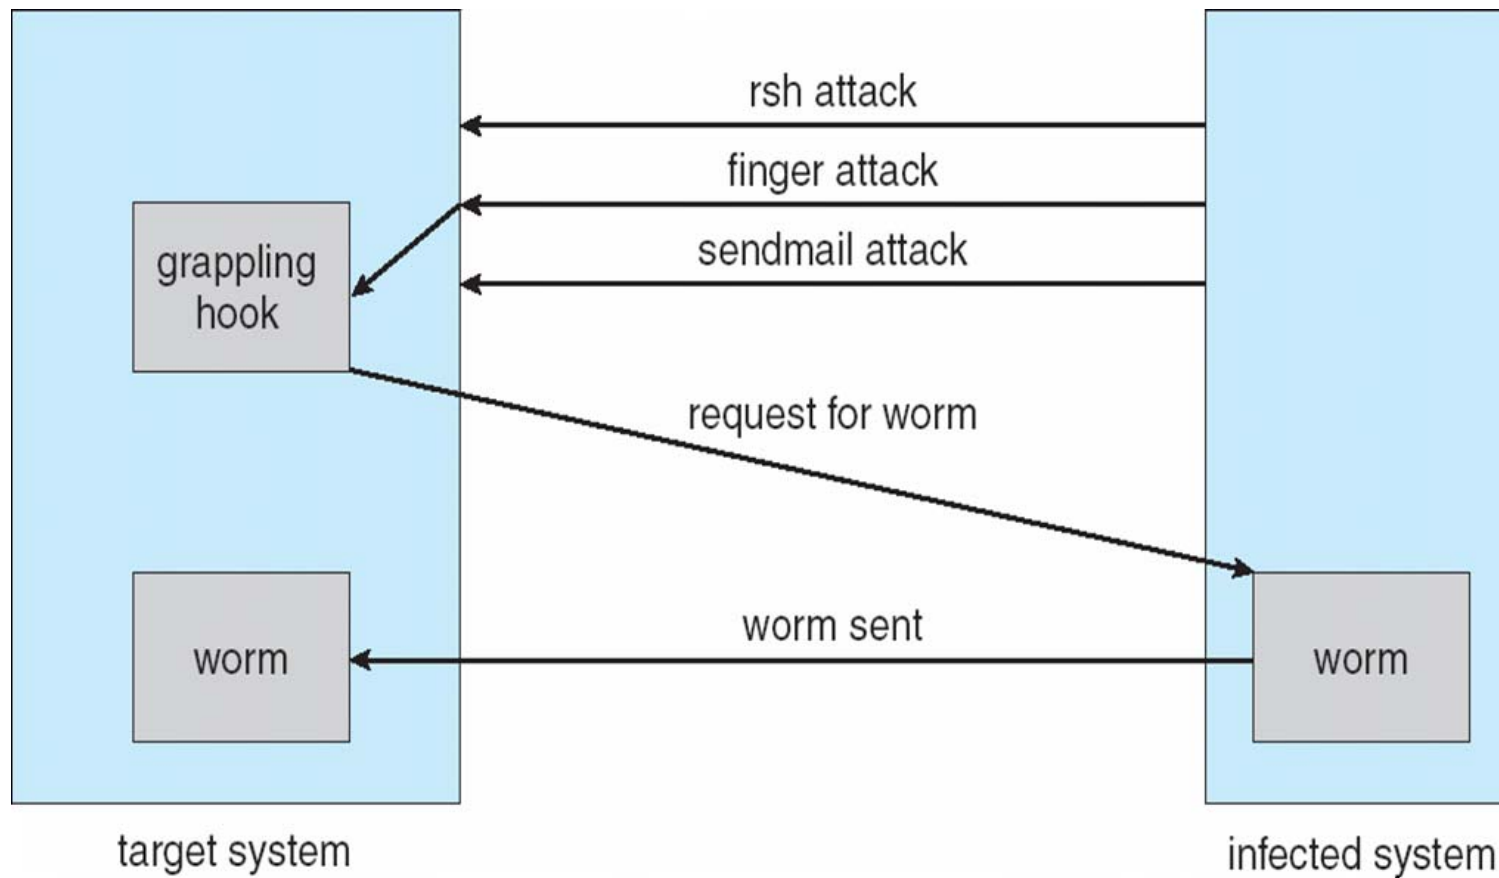 rsh attack
finger attack
sendmail attack
grappling
hook
request for worm
worm sent
worm
worm
target system
infected system